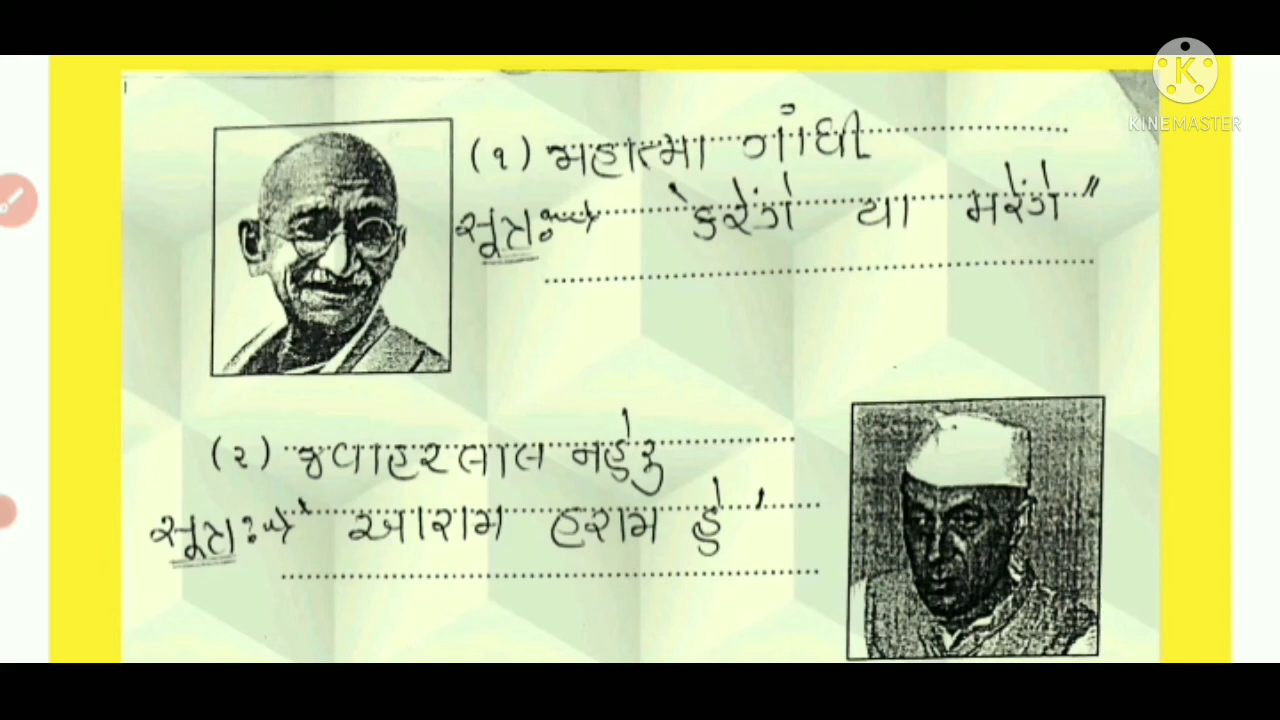 KINEMASTER
(૧) મહાત્મા ગાંધી
સૂત્ર:→ "કરેંગે યા મરેંગે"
(૨) જવાહરલાલ નહેરુ
સૂત્ર:→ 'આરામ હરામ હે'